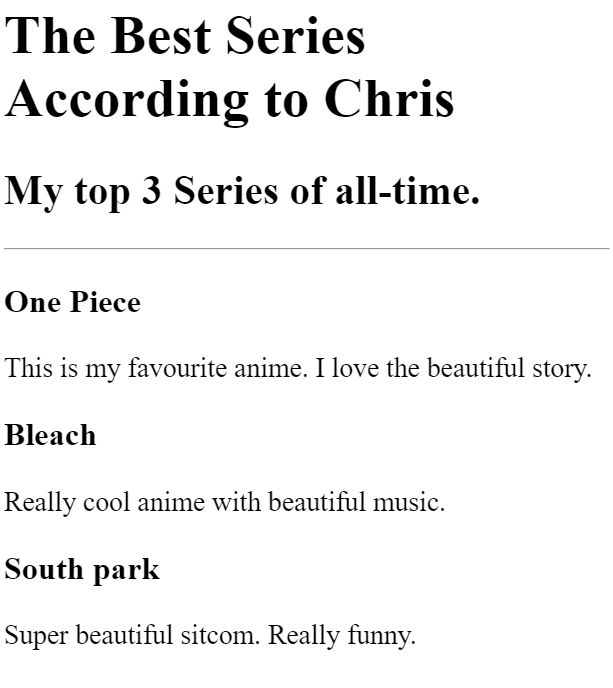 The Best Series
According to Chris
My top 3 Series of all-time.
One Piece
This is my favourite anime. I love the beautiful story.
Bleach
Really cool anime with beautiful music.
South park
Super beautiful sitcom. Really funny.